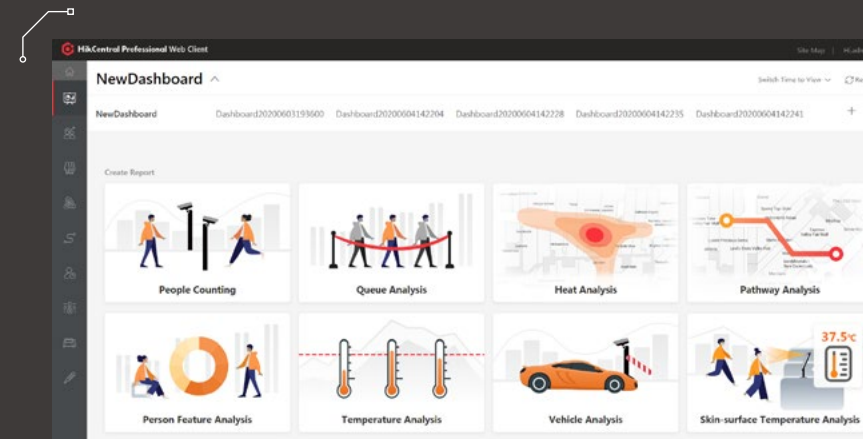 HikCentral Professional Web Client
Site Map | Hi,adm
NewDashboard
Switch Time to View
NewDashboard Dashboard20200603193600 Dashboard20200604142204 Dashboard20200604142228 Dashboard20200604142235 Dashboard20200604142241 +
Create Report
People Counting Queue Analysis Heat Analysis Pathway Analysis
37.5°C
Person Feature Analysis Temperature Analysis Vehicle Analysis Skin-surface Temperature Analysis